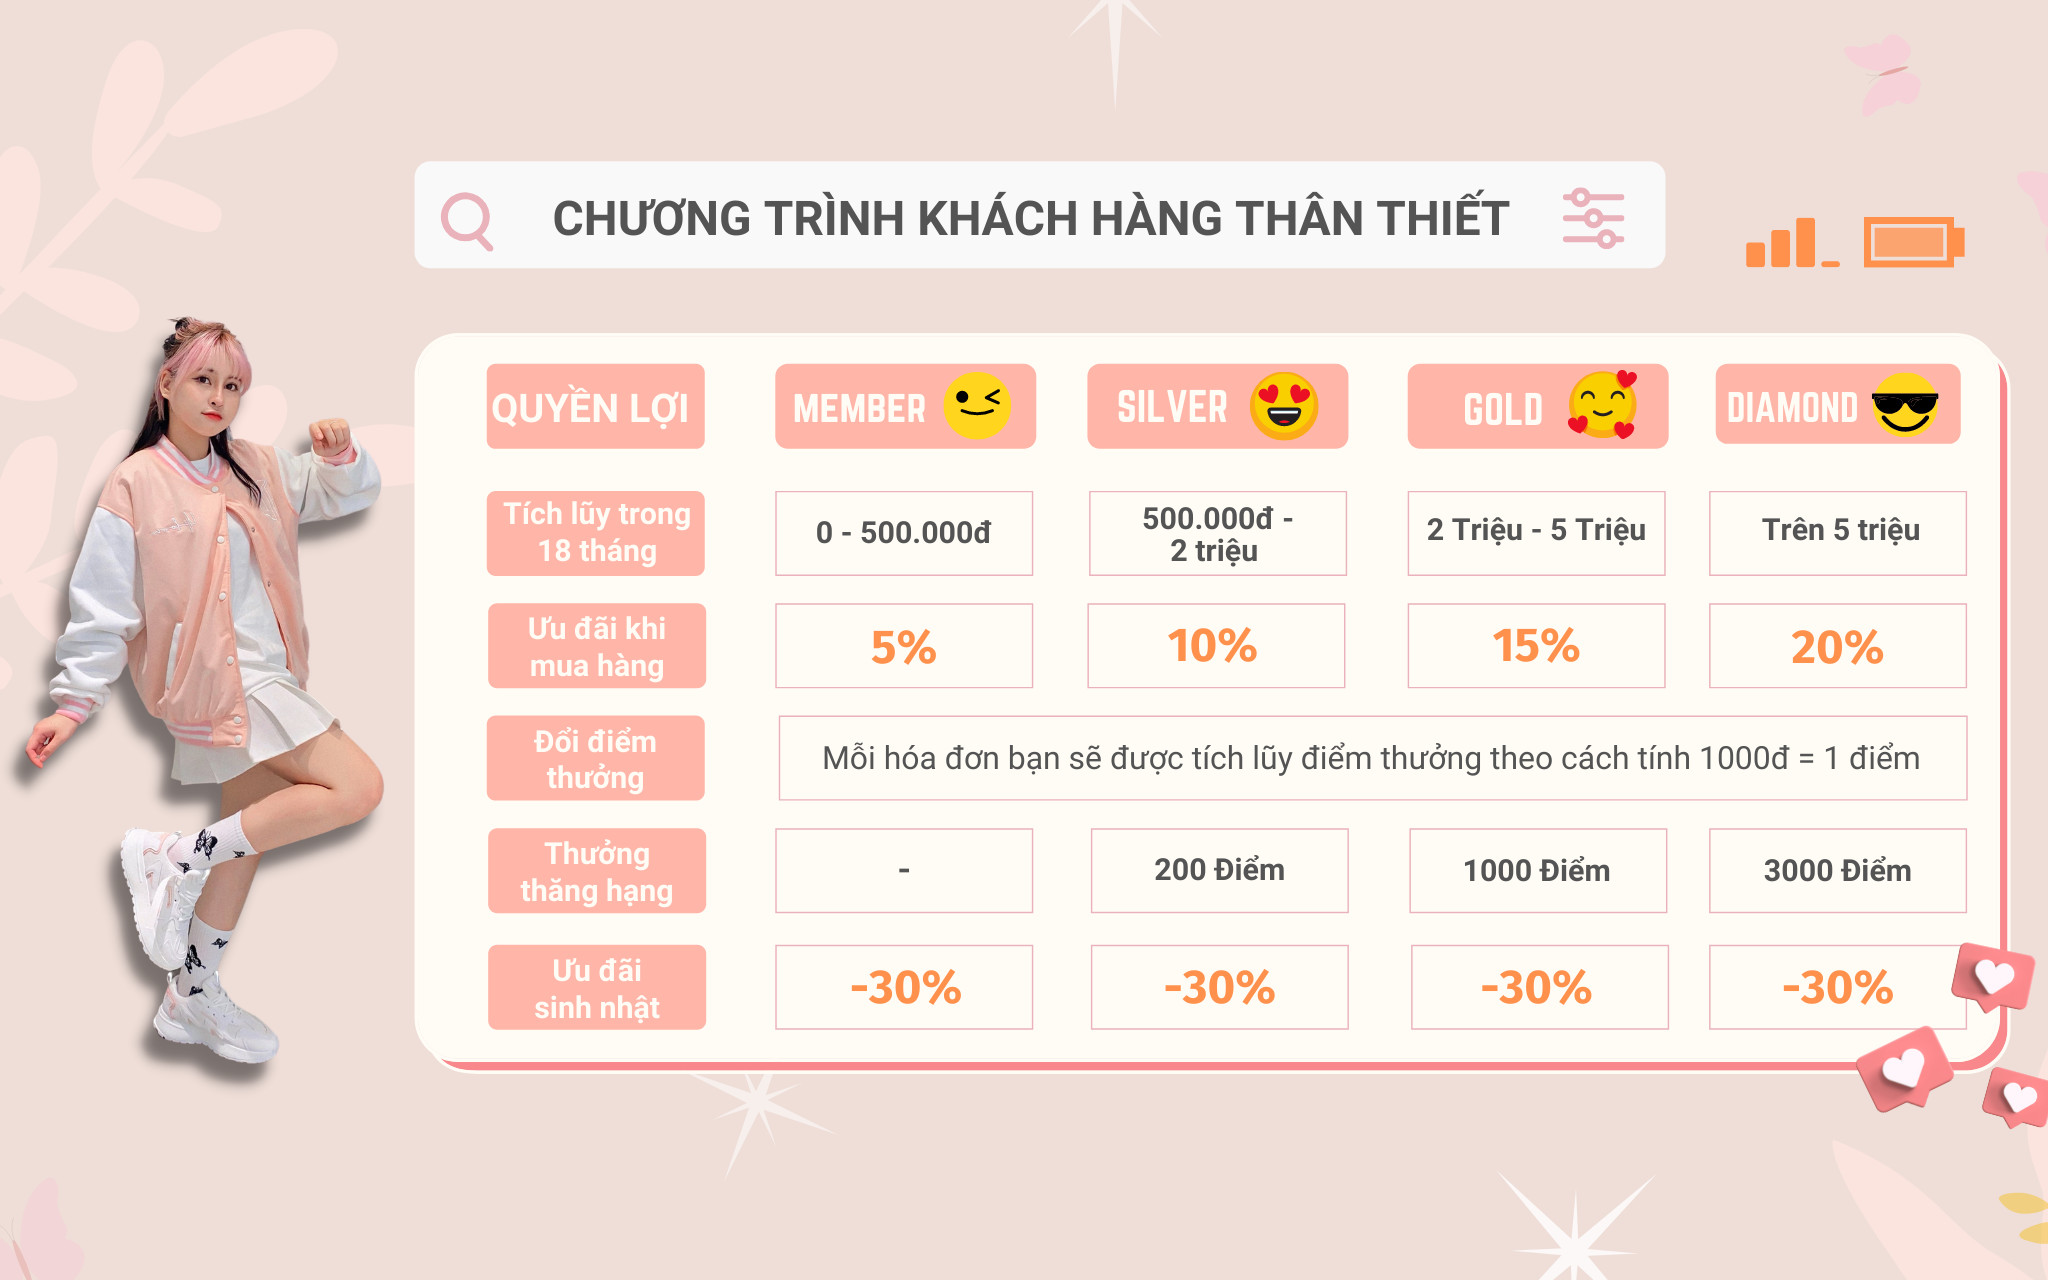 CHƯƠNG TRÌNH KHÁCH HÀNG THÂN THIẾT
QUYỀN LỢI
MEMBER
SILVER
GOLD
DIAMOND
Tích lũy trong
18 tháng
0 - 500.000đ
500.000đ -
2 triệu
2 Triệu - 5 Triệu
Trên 5 triệu
Ưu đãi khi
mua hàng
5%
10%
15%
20%
Đổi điểm
thưởng
Mỗi hóa đơn bạn sẽ được tích lũy điểm thưởng theo cách tính 1000đ = 1 điểm
Thưởng
thăng hạng
-
200 Điểm
1000 Điểm
3000 Điểm
Ưu đãi
sinh nhật
-30%
-30%
-30%
-30%